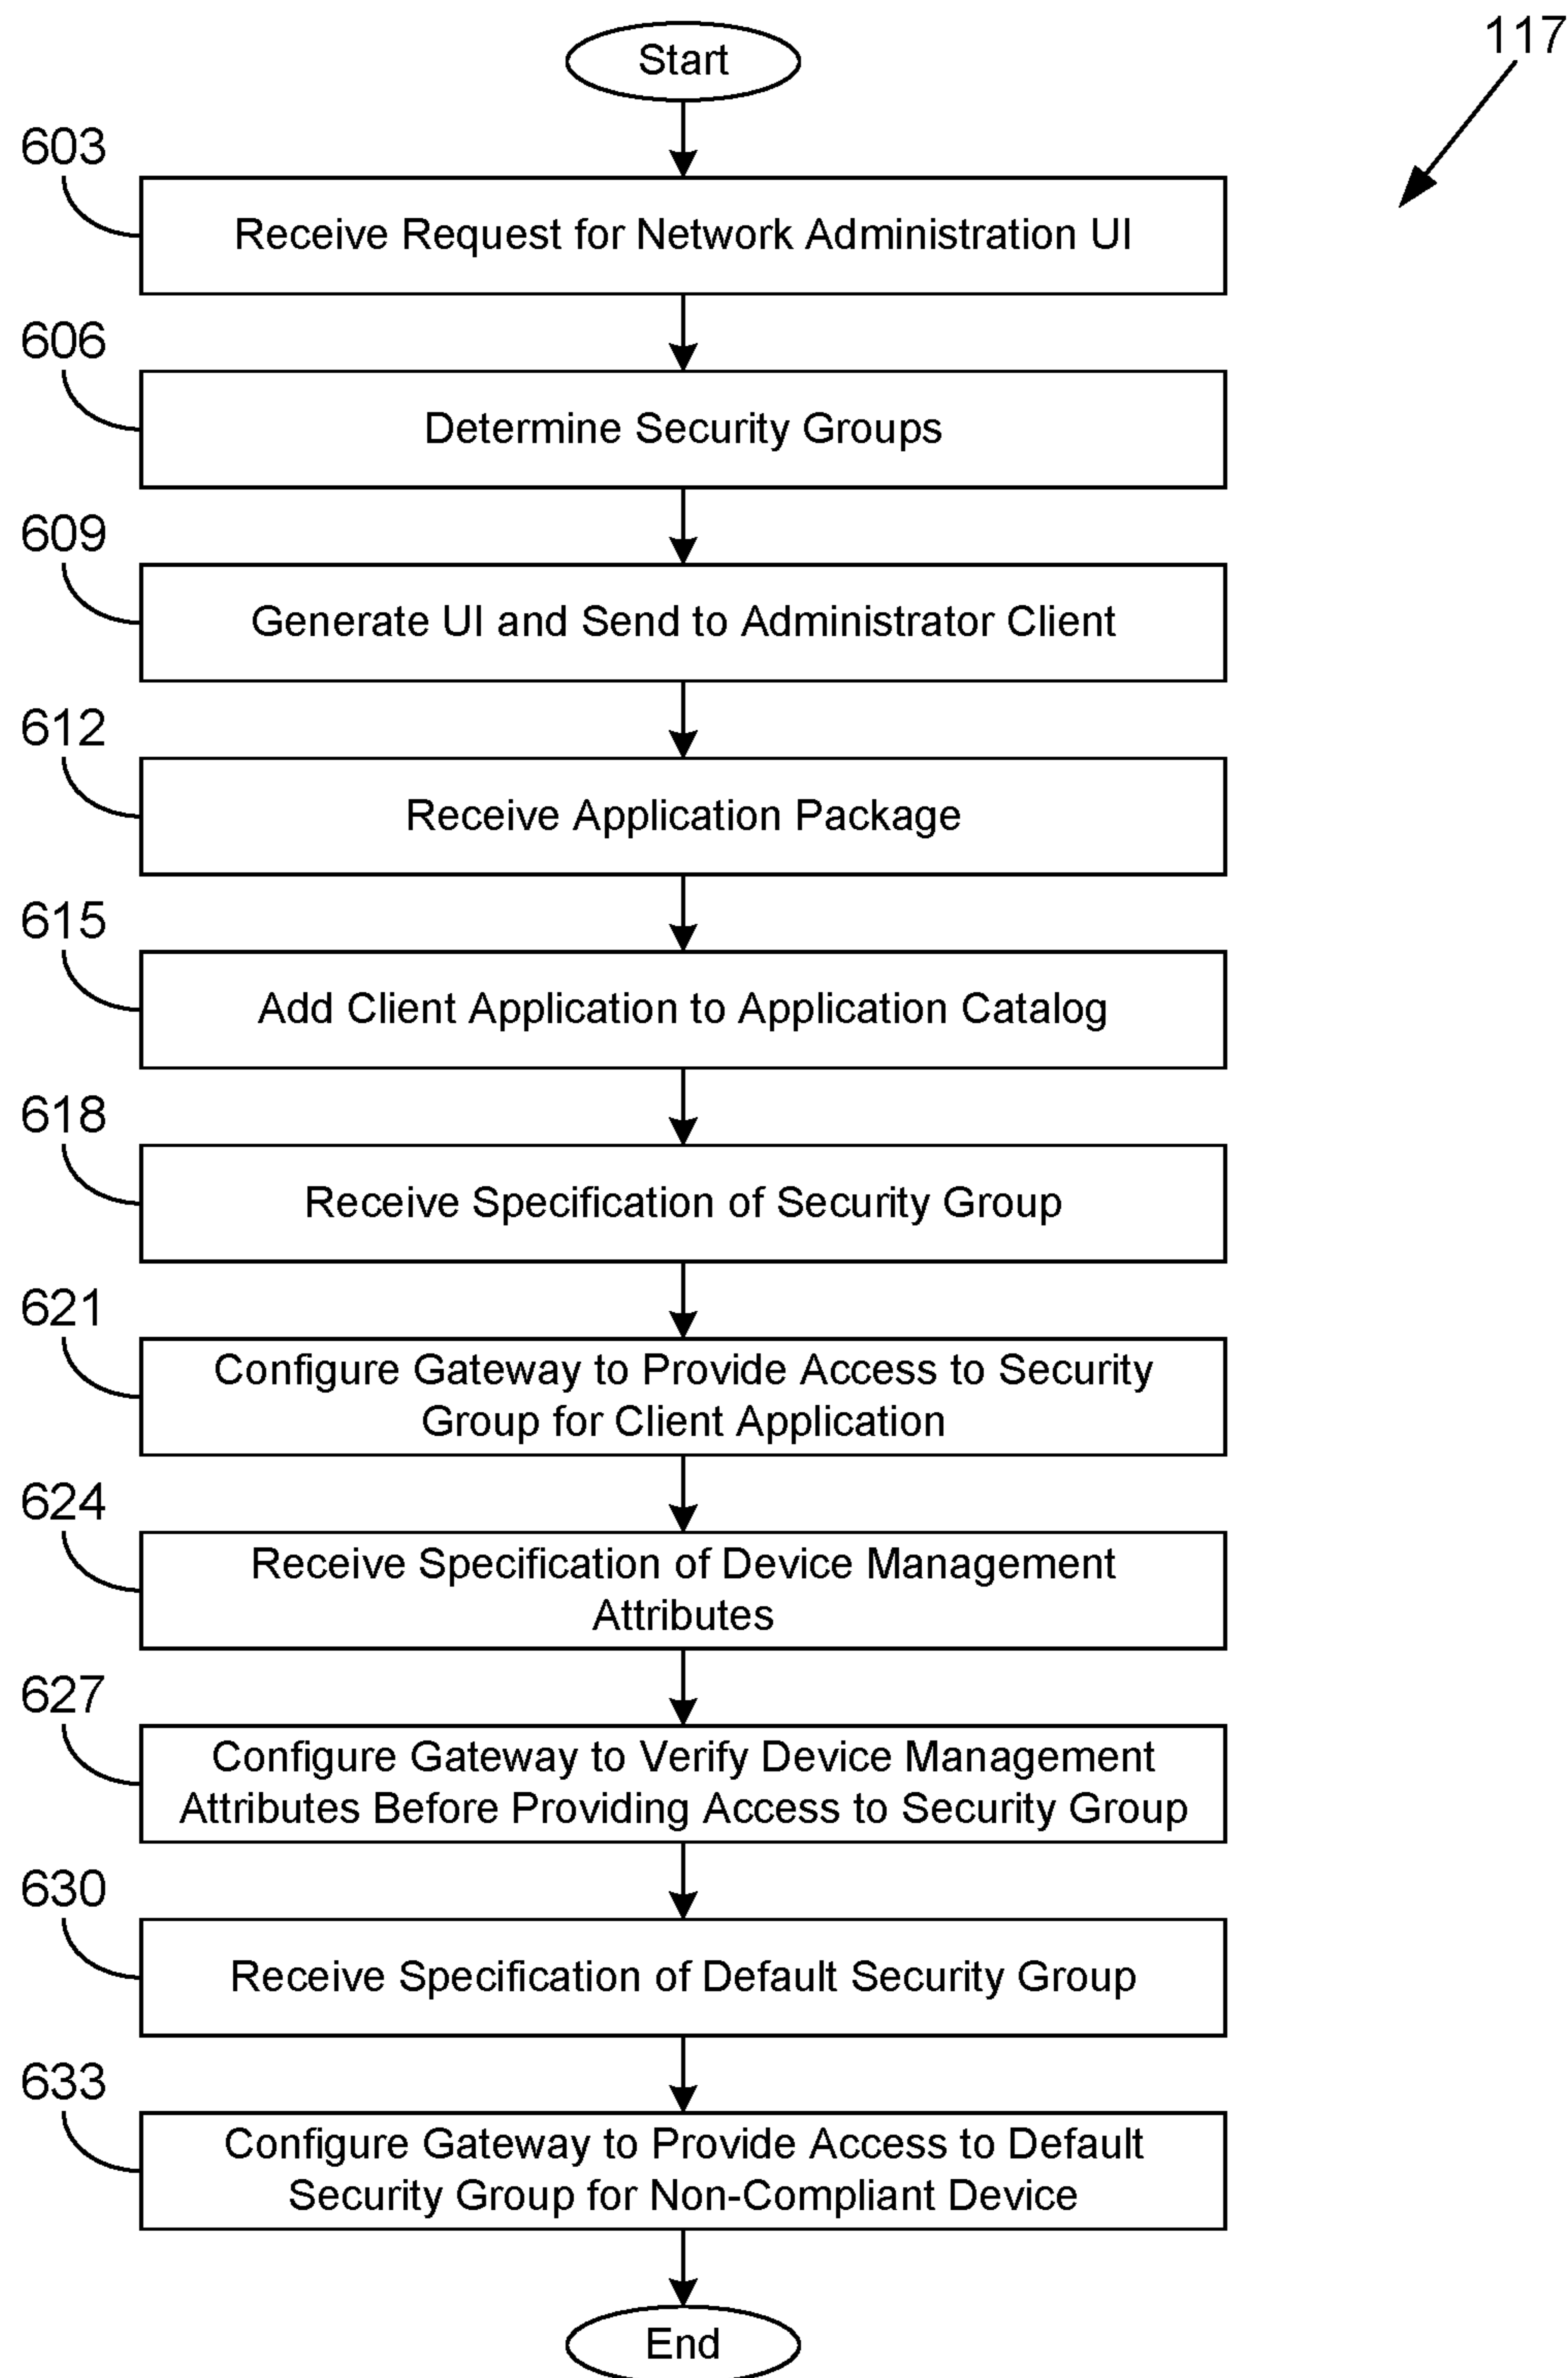 117
Start
603
Receive Request for Network Administration UI
606
Determine Security Groups
609
Generate UI and Send to Administrator Client
612
Receive Application Package
615
Add Client Application to Application Catalog
618
Receive Specification of Security Group
621
Configure Gateway to Provide Access to Security
Group for Client Application
624
Receive Specification of Device Management
Attributes
627
Configure Gateway to Verify Device Management
Attributes Before Providing Access to Security Group
630
Receive Specification of Default Security Group
633
Configure Gateway to Provide Access to Default
Security Group for Non-Compliant Device
End